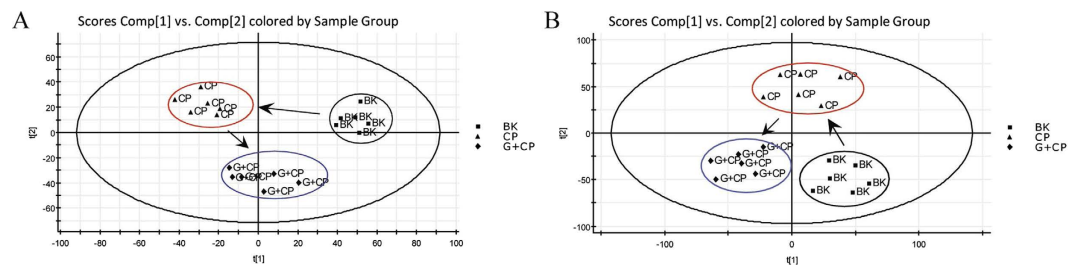 A
Scores Comp[1] vs. Comp[2] colored by Sample Group
60
40
20
0
-20
-40
-60
t[2]
-100 -80 -60 -40 -20 0 20 40 60 80 100
t[1]
CP
CP
CP
CP
CP
CP
CP
BK
BK
BK
BK
BK
BK
G+CP
G+CP
G+CP
G+CP
G+CP
G+CP
BK
CP
G+CP
B
Scores Comp[1] vs. Comp[2] colored by Sample Group
100
50
0
-50
-100
t[2]
-100 0 100
t[1]
CP
CP
CP
CP
CP
CP
G+CP
G+CP
G+CP
G+CP
G+CP
G+CP
BK
BK
BK
BK
BK
BK
BK
CP
G+CP